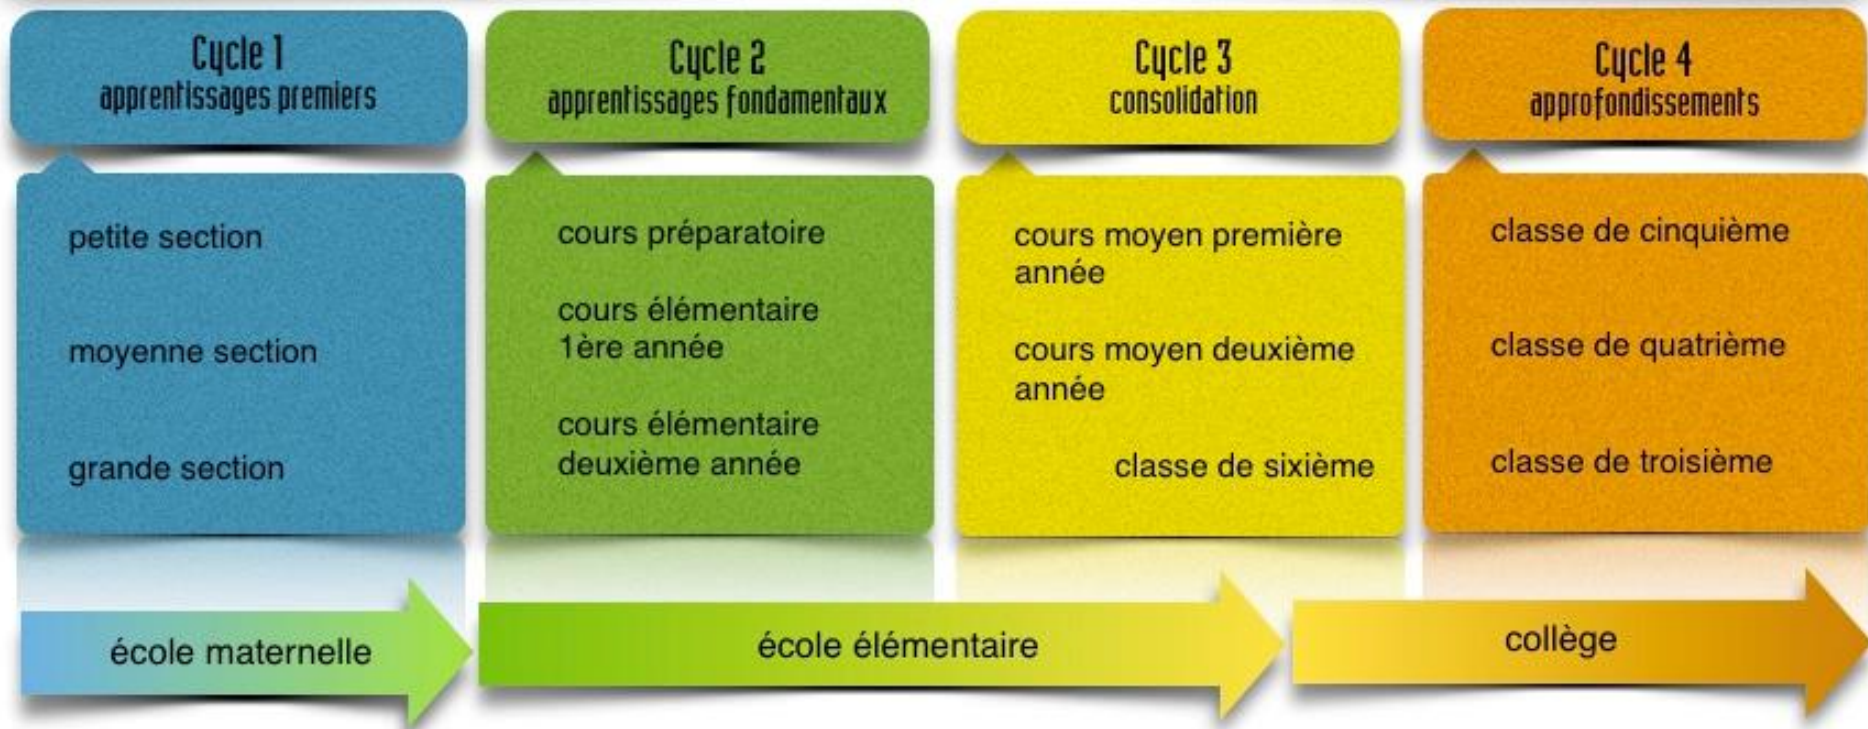 Cycle 1
apprentissages premiers
petite section
moyenne section
grande section
Cycle 2
apprentissages fondamentaux
cours préparatoire
cours élémentaire
1ère année
cours élémentaire
deuxième année
Cycle 3
consolidation
cours moyen première
année
cours moyen deuxième
année
classe de sixième
Cycle 4
approfondissements
classe de cinquième
classe de quatrième
classe de troisième
école maternelle
école élémentaire
collège